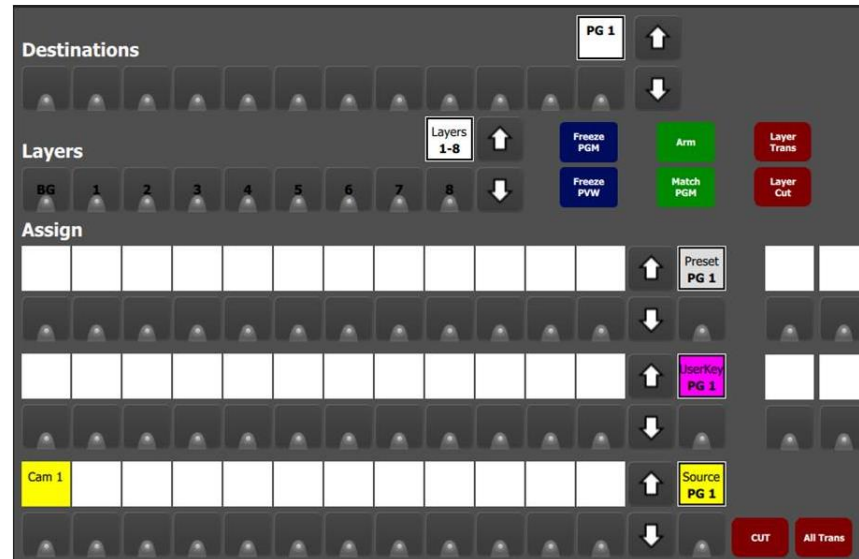 PG 1
Destinations
Layers
1-8
Layers
Freeze
PGM
Arm
Layer
Trans
BG 1 2 3 4 5 6 7 8
Freeze
PVW
Match
PGM
Layer
Cut
Assign
Preset
PG 1
UserKey
PG 1
Cam 1
Source
PG 1
CUT
All Trans